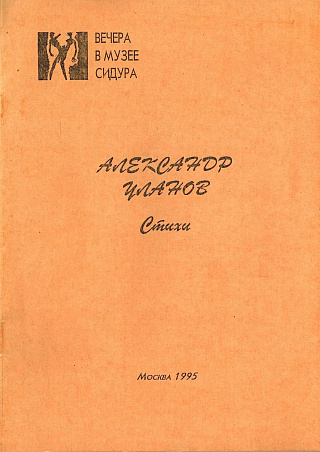 ВЕЧЕРА
В МУЗЕЕ
СИДУРА
АЛЕКСАНДР
УЛАНОВ
Стихи
Москва 1995